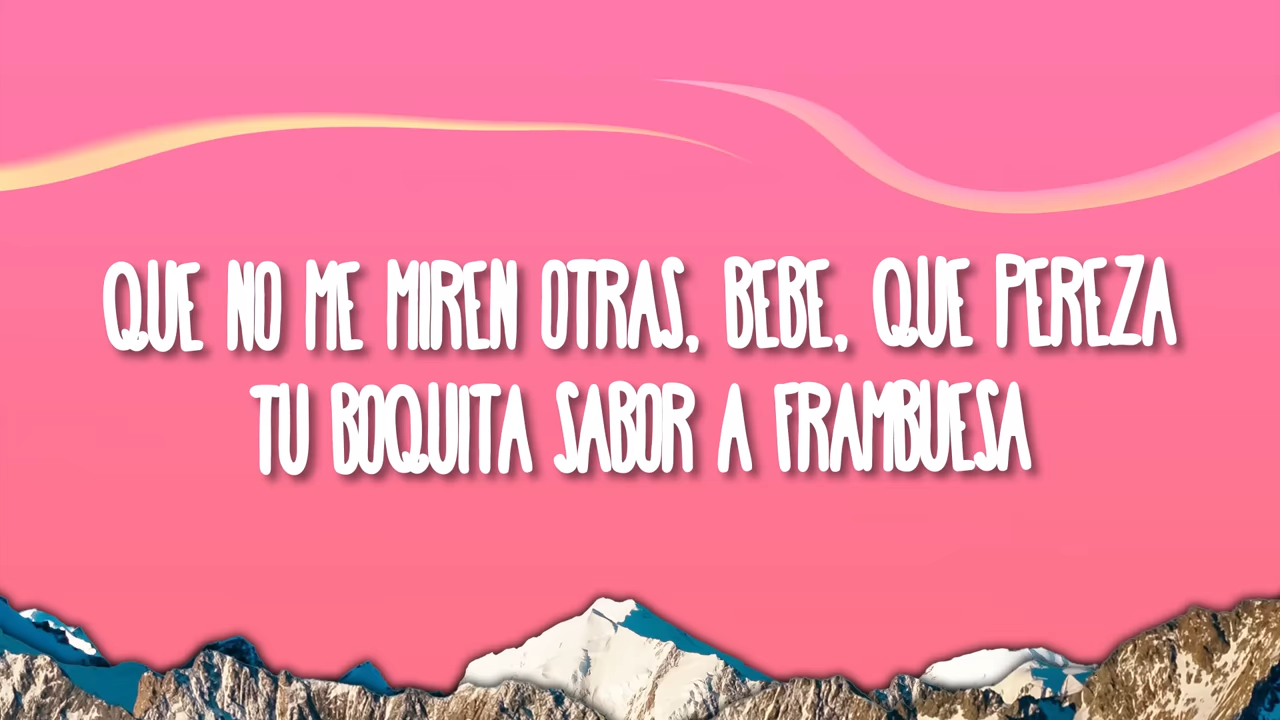 QUE NO ME MIREN OTRAS, BEBE, QUE PEREZA
TU BOQUITA SABOR A FRAMBUESA